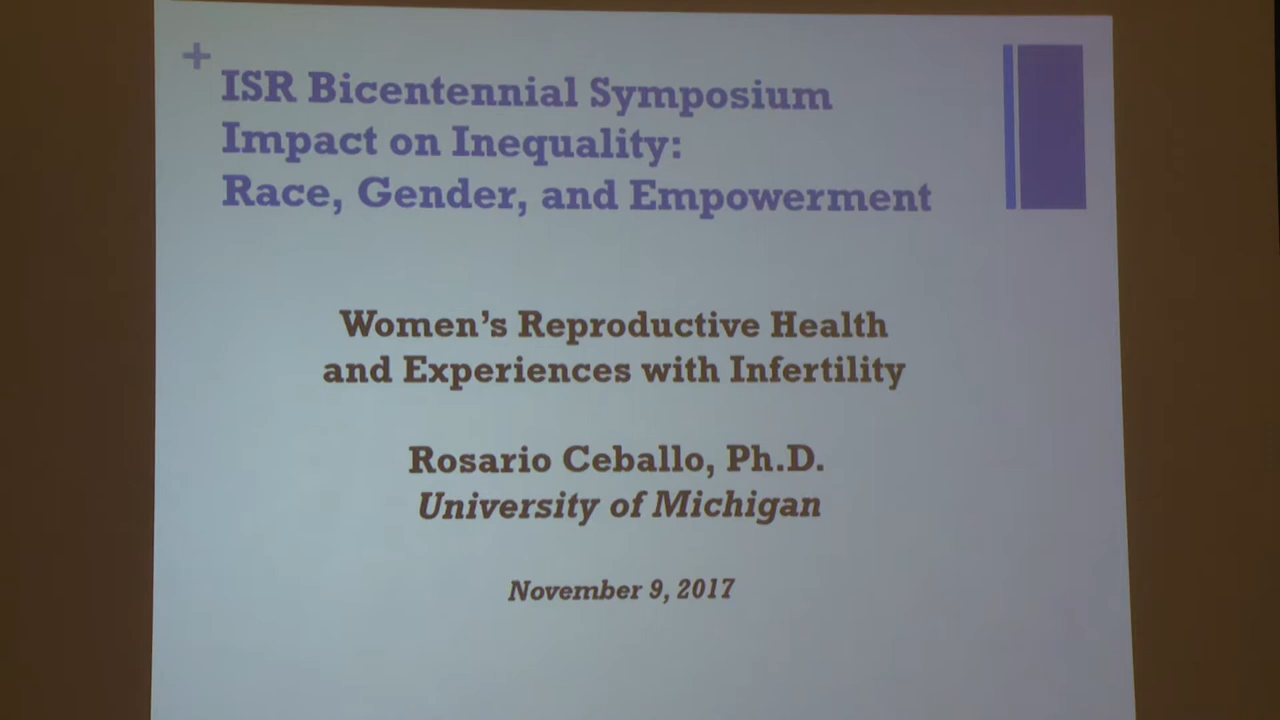 +
ISR Bicentennial Symposium
Impact on Inequality:
Race, Gender, and Empowerment
Women's Reproductive Health
and Experiences with Infertility
Rosario Ceballo, Ph.D.
University of Michigan
November 9, 2017